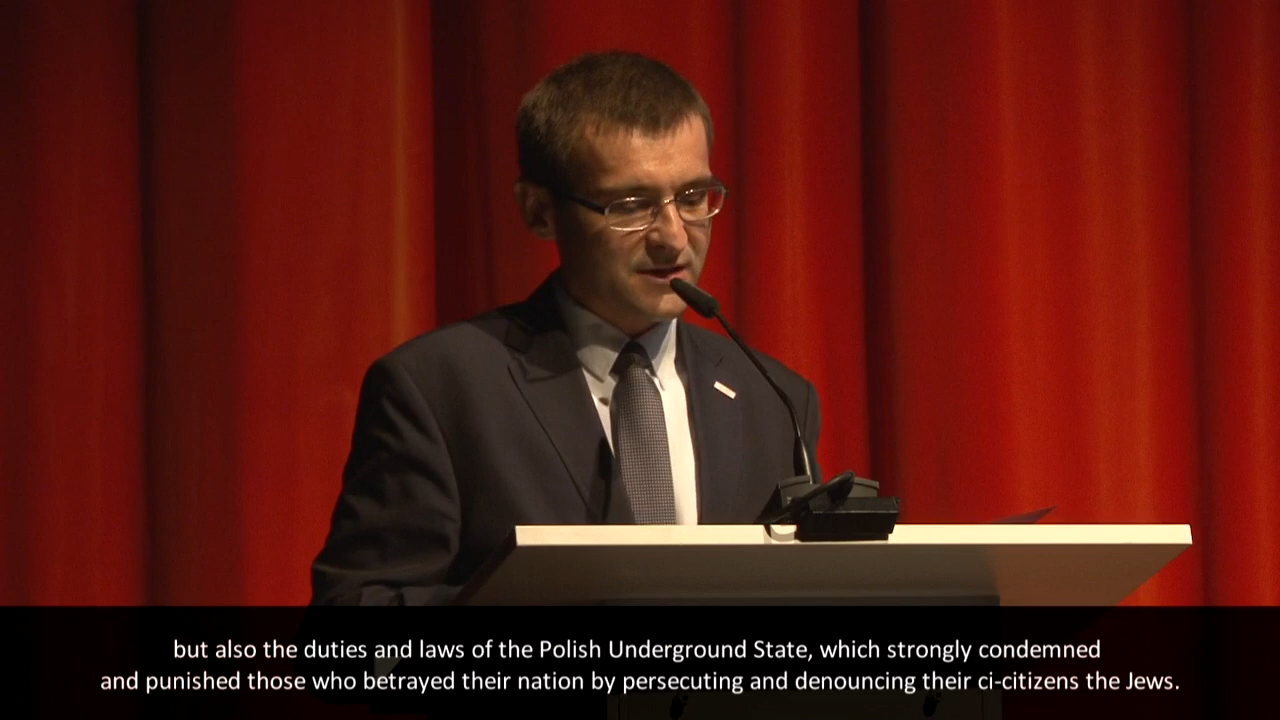 but also the duties and laws of the Polish Underground State, which strongly condemned
and punished those who betrayed their nation by persecuting and denouncing their ci-citizens the Jews.